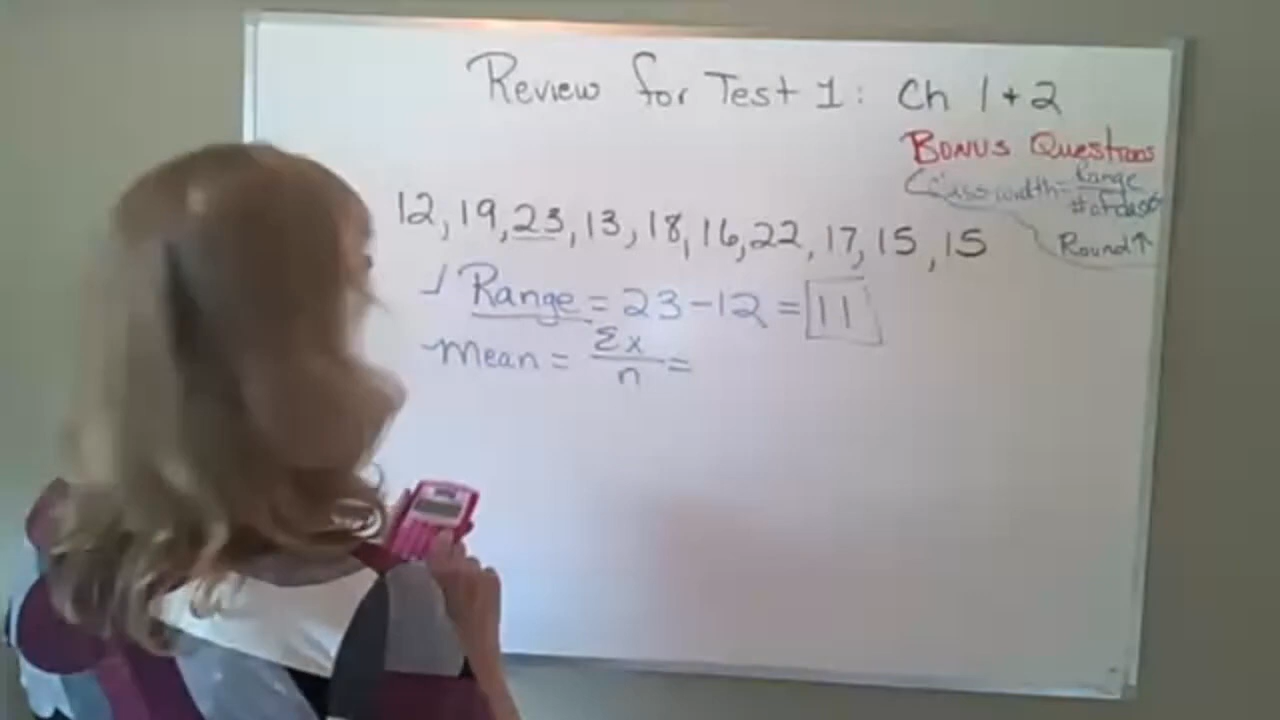 Review for Test 1: Ch 1 + 2
Bonus Questions
Class width = Range
# of classes
Round ↑
12, 19, 23, 13, 18, 16, 22, 17, 15, 15
✓ Range = 23 - 12 = 11
Mean = Σx
n =